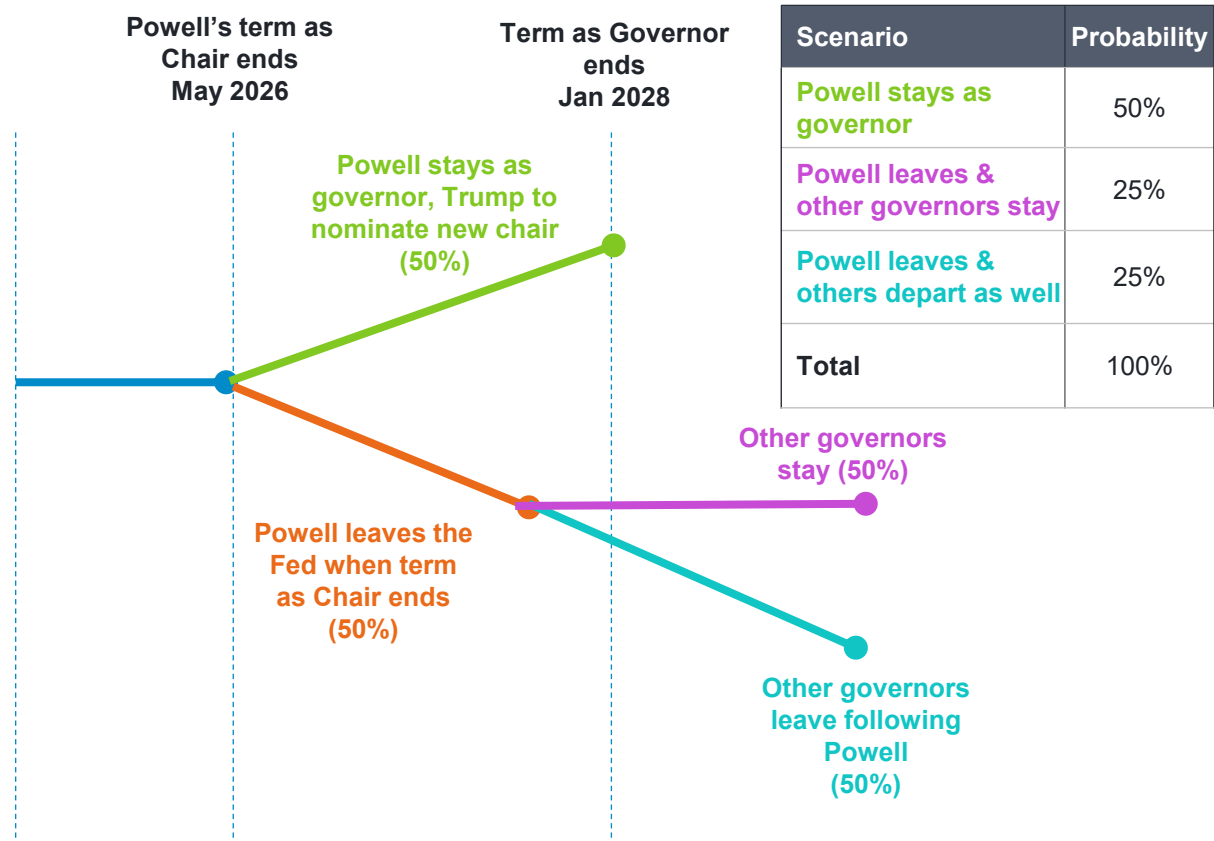 Powell's term as
Chair ends
May 2026
Term as Governor
ends
Jan 2028
Scenario Probability
Powell stays as
governor
50%
Powell leaves &
other governors stay
25%
Powell leaves &
others depart as well
25%
Total 100%
Powell stays as
governor, Trump to
nominate new chair
(50%)
Other governors
stay (50%)
Powell leaves the
Fed when term
as Chair ends
(50%)
Other governors
leave following
Powell
(50%)